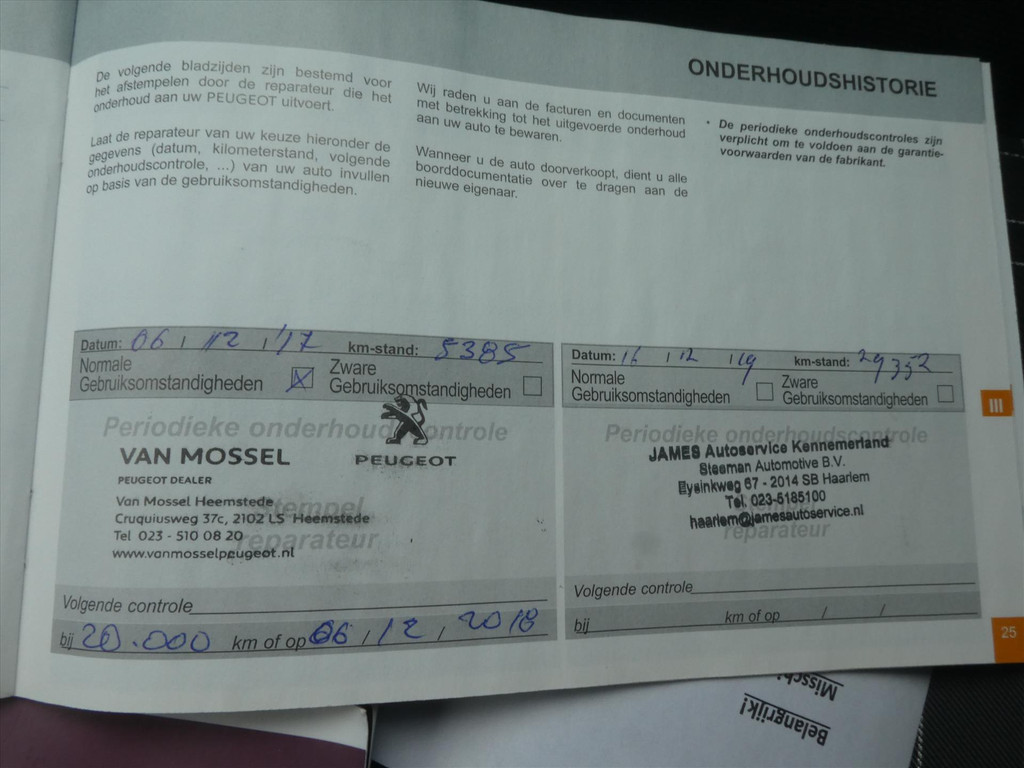 ONDERHOUDSHISTORIE
De volgende bladzijden zijn bestemd voor
het afstempelen door de reparateur die het
onderhoud aan uw PEUGEOT uitvoert.
Laat de reparateur van uw keuze hieronder de
gegevens (datum, kilometerstand, volgende
onderhoudscontrole, ...) van uw auto invullen
op basis van de gebruiksomstandigheden.
Wij raden u aan de facturen en documenten
met betrekking tot het uitgevoerde onderhoud
aan uw auto te bewaren.
Wanneer u de auto doorverkoopt, dient u alle
boorddocumentatie over te dragen aan de
nieuwe eigenaar.
• De periodieke onderhoudscontroles zijn
verplicht om te voldoen aan de garantie-
voorwaarden van de fabrikant.
Datum: 06 / 12 / '17 km-stand: 5385
Normale
Gebruiksomstandigheden
Zware
Gebruiksomstandigheden
Periodieke onderhoudscontrole
VAN MOSSEL
PEUGEOT DEALER
PEUGEOT
Van Mossel Heemstede
Cruquiusweg 37c, 2102 LS Heemstede
Tel 023 - 510 08 20
www.vanmosselpeugeot.nl
Stempel
reparateur
Volgende controle
bij 20.000 km of op 06 / 12 / 2018
Datum: 16 / 12 / 19 km-stand: 29352
Normale
Gebruiksomstandigheden
Zware
Gebruiksomstandigheden
Periodieke onderhoudscontrole
JAMES Autoservice Kennemerland
Steeman Automotive B.V.
Eysinkweg 67 - 2014 SB Haarlem
Tel. 023-5185100
haarlem@jamesautoservice.nl
reparateur
Volgende controle
bij km of op / /
III
25
Belangrijk!